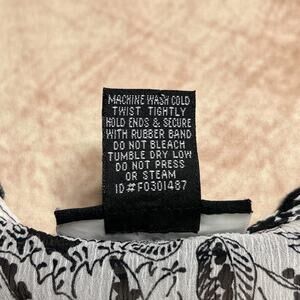 MACHINE WASH COLD
TWIST TIGHTLY
HOLD ENDS & SECURE
WITH RUBBER BAND
DO NOT BLEACH
TUMBLE DRY LOW
DO NOT PRESS
OR STEAM
ID#F0301487